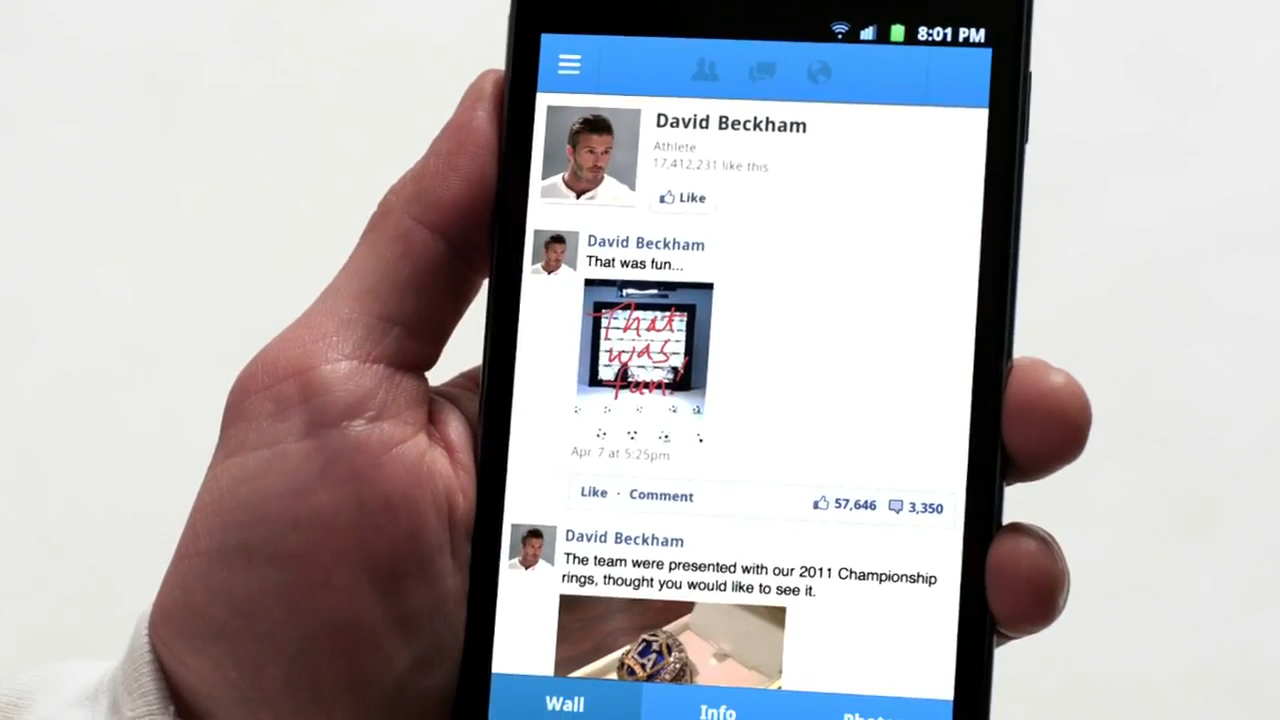 8:01 PM
David Beckham
Athlete
17,412,231 like this
Like
David Beckham
That was fun...
That
was
fun!
Apr 7 at 5:25pm
Like · Comment 57,646 3,350
David Beckham
The team were presented with our 2011 Championship
rings, thought you would like to see it.
LA
Wall Info